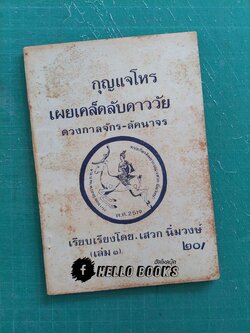 กุญแจโหร
เผยเคล็ดลับดาววัย
ดวงกาลจักร-ลัคนาจร
เรียบเรียงโดย. เสวก นิ่มวงษ์
(เล่ม ๓)
๒๐/
f HELLO BOOKS